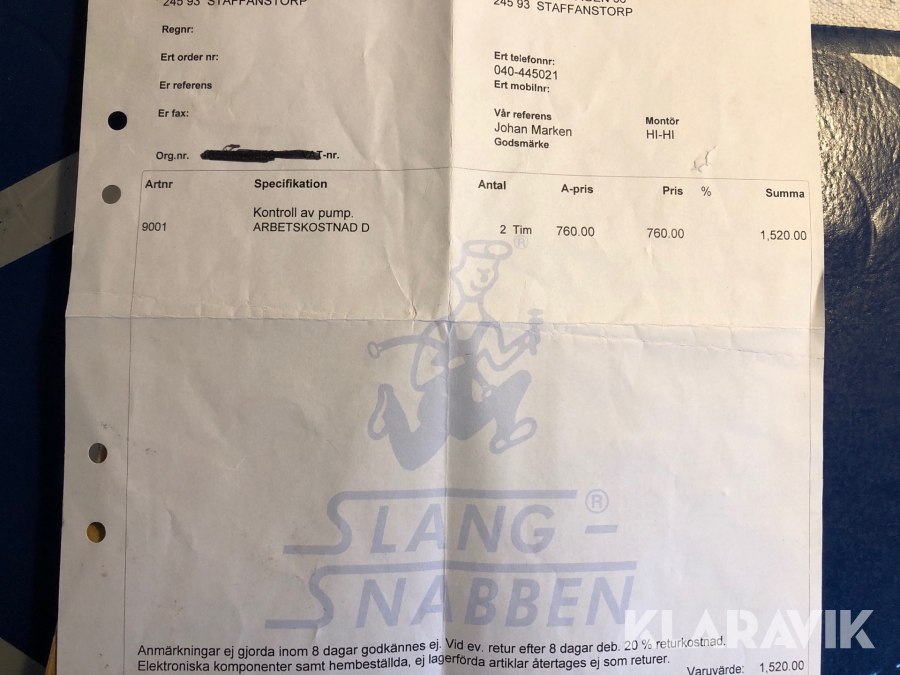 245 93 STAFFANSTORP
245 93 STAFFANSTORP
Regnr:
Ert order nr:
Ert telefonnr:
040-445021
Er referens
Ert mobilnr:
Er fax:
Vår referens
Montör
Johan Marken
HI-HI
Godsmärke
Org.nr.
T-nr.
Artnr Specifikation Antal A-pris Pris % Summa
Kontroll av pump.
9001 ARBETSKOSTNAD D 2 Tim 760.00 760.00 1,520.00
®
SLANG - ®
SNABBEN
KLARAVIK
Anmärkningar ej gjorda inom 8 dagar godkännes ej. Vid ev. retur efter 8 dagar deb. 20 % returkostnad.
Elektroniska komponenter samt hembeställda, ej lagerförda artiklar återtages ej som returer.
Varuvärde: 1,520.00